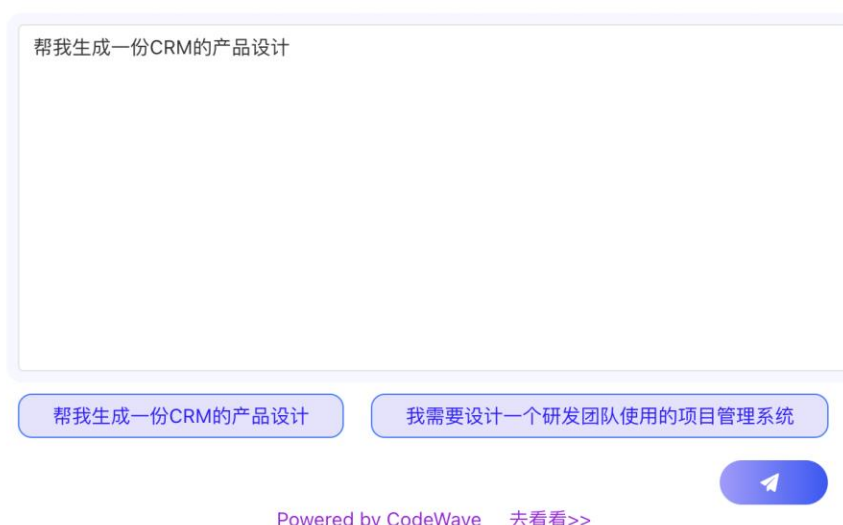 帮我生成一份CRM的产品设计
帮我生成一份CRM的产品设计
我需要设计一个研发团队使用的项目管理系统
Powered by CodeWave 去看看>>